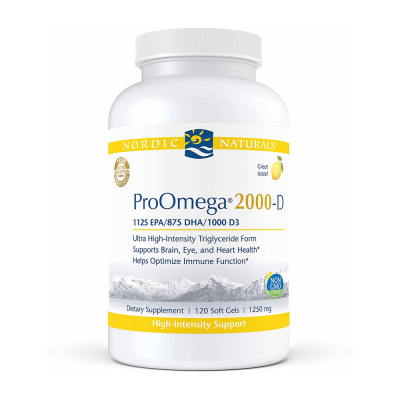 NORDIC NATURALS®
Great taste!
ProOmega® 2000-D
1125 EPA/875 DHA/1000 D3
Ultra High-Intensity Triglyceride Form
Supports Brain, Eye, and Heart Health*
Helps Optimize Immune Function*
NON GMO
Dietary Supplement | 120 Soft Gels | 1250 mg
High-Intensity Support